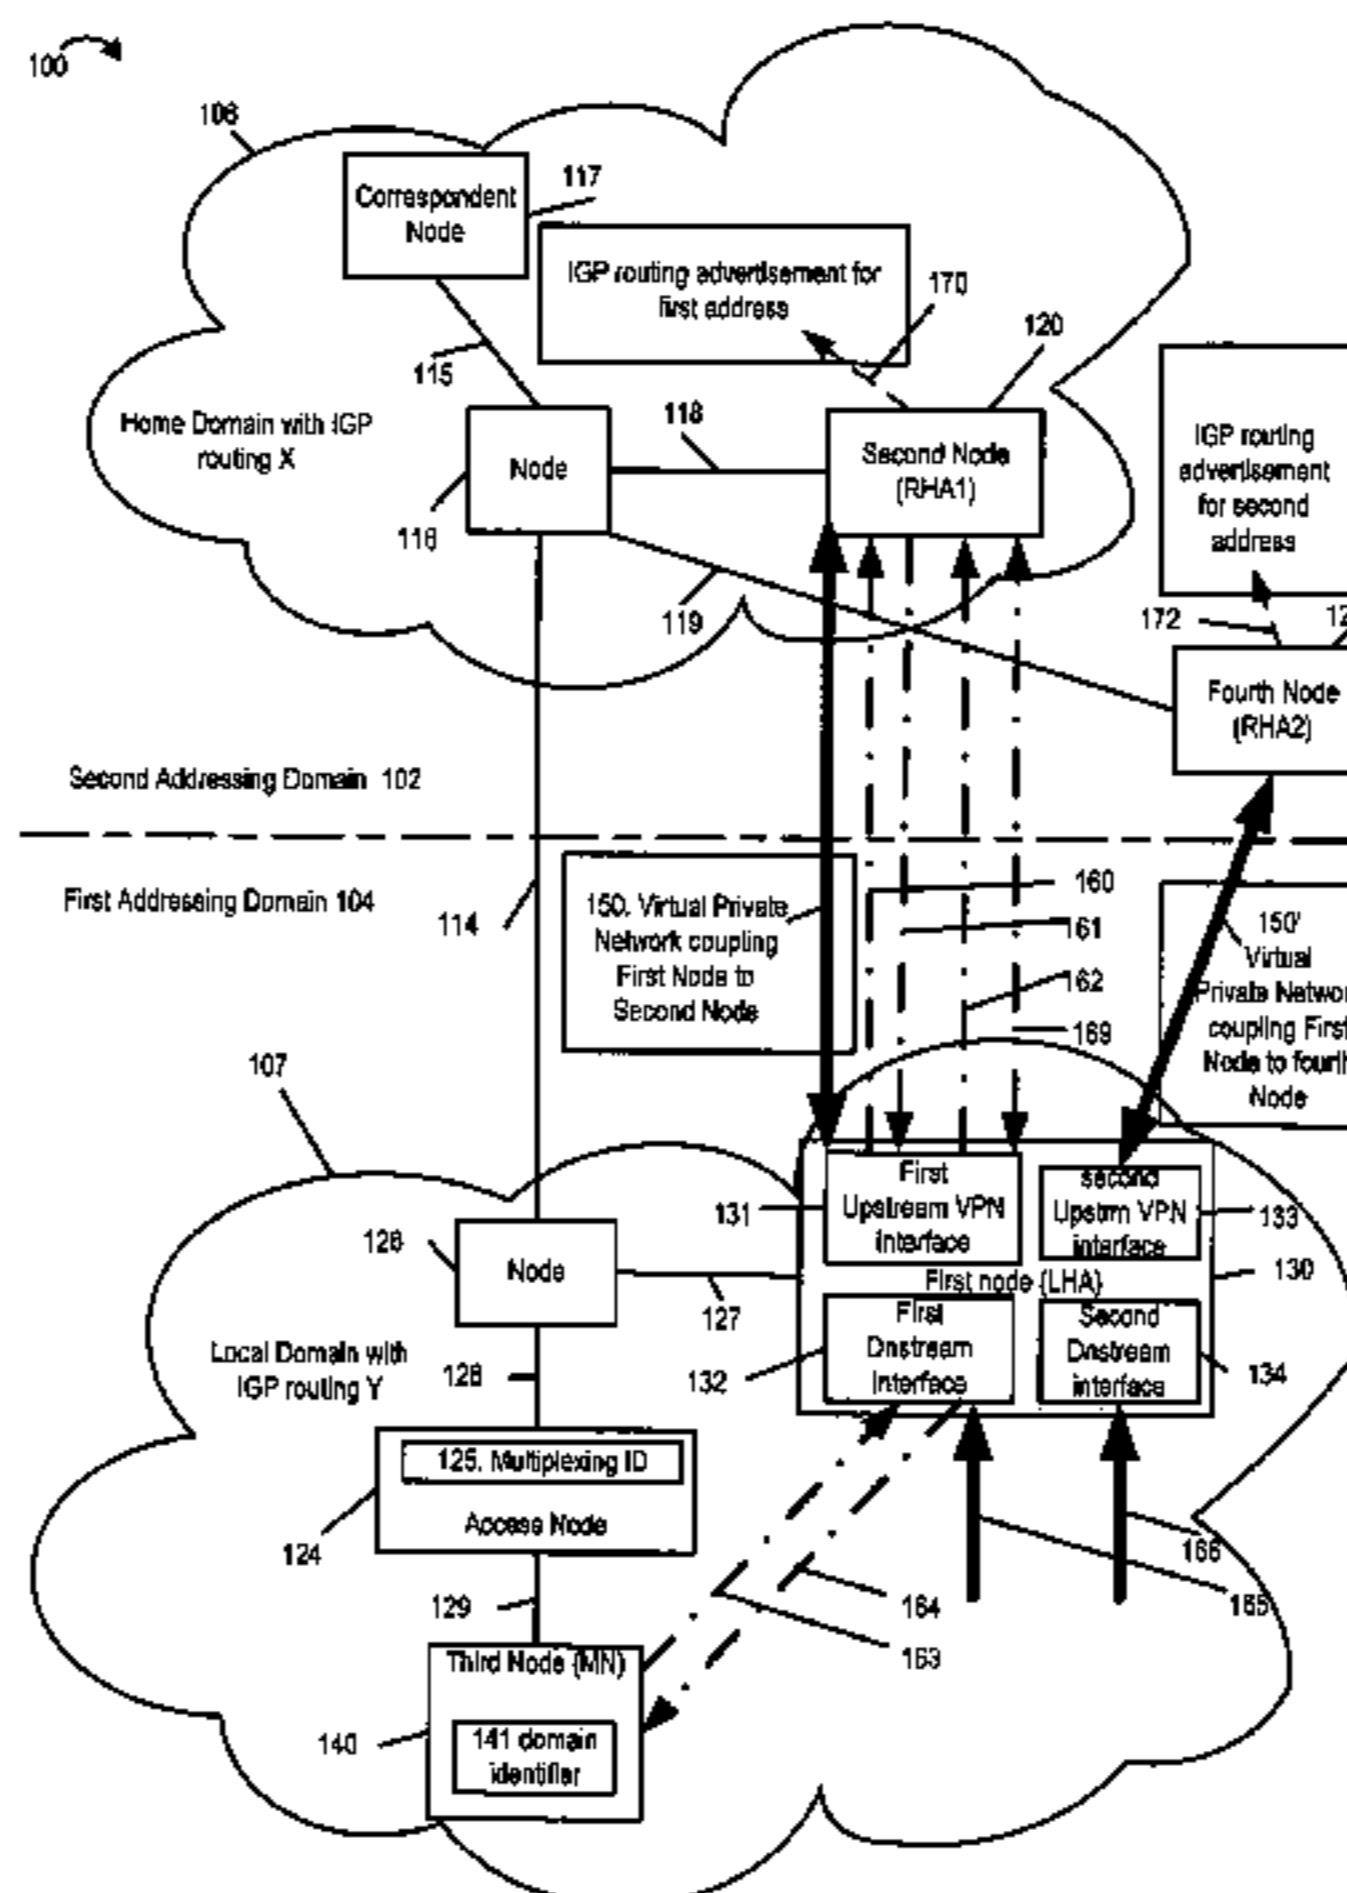 100
106
Correspondent
Node
117
IGP routing advertisement for
first address
170
120
115
Home Domain with IGP
routing X
Node
118
Second Node
(RHA1)
116
119
IGP routing
advertisement
for second
address
172
Fourth Node
(RHA2)
Second Addressing Domain 102
First Addressing Domain 104
114
150. Virtual Private
Network coupling
First Node to
Second Node
160
161
162
169
150'
Virtual
Private Networ
coupling First
Node to fourth
Node
107
131
First
Upstream VPN
interface
second
Upstrm VPN
interface
133
126
Node
127
First node (LHA)
130
Local Domain with
IGP routing Y
128
132
First
Dnstream
interface
Second
Dnstream
interface
134
125. Multiplexing ID
Access Node
124
129
164
163
165
166
Third Node (MN)
140
141 domain
identifier